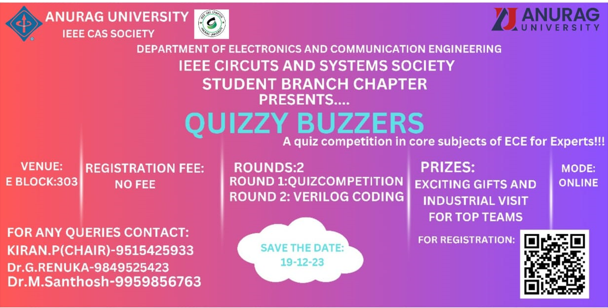 ANURAG UNIVERSITY
IEEE CAS SOCIETY
ANURAG
UNIVERSITY
DEPARTMENT OF ELECTRONICS AND COMMUNICATION ENGINEERING
IEEE CIRCUTS AND SYSTEMS SOCIETY
STUDENT BRANCH CHAPTER
PRESENTS....
QUIZZY BUZZERS
A quiz competition in core subjects of ECE for Experts!!!
VENUE:
E BLOCK:303
REGISTRATION FEE:
NO FEE
ROUNDS:2
ROUND 1:QUIZCOMPETITION
ROUND 2: VERILOG CODING
PRIZES:
EXCITING GIFTS AND
INDUSTRIAL VISIT
FOR TOP TEAMS
MODE:
ONLINE
FOR ANY QUERIES CONTACT:
KIRAN.P(CHAIR)-9515425933
Dr.G.RENUKA-9849525423
Dr.M.Santhosh-9959856763
SAVE THE DATE:
19-12-23
FOR REGISTRATION: